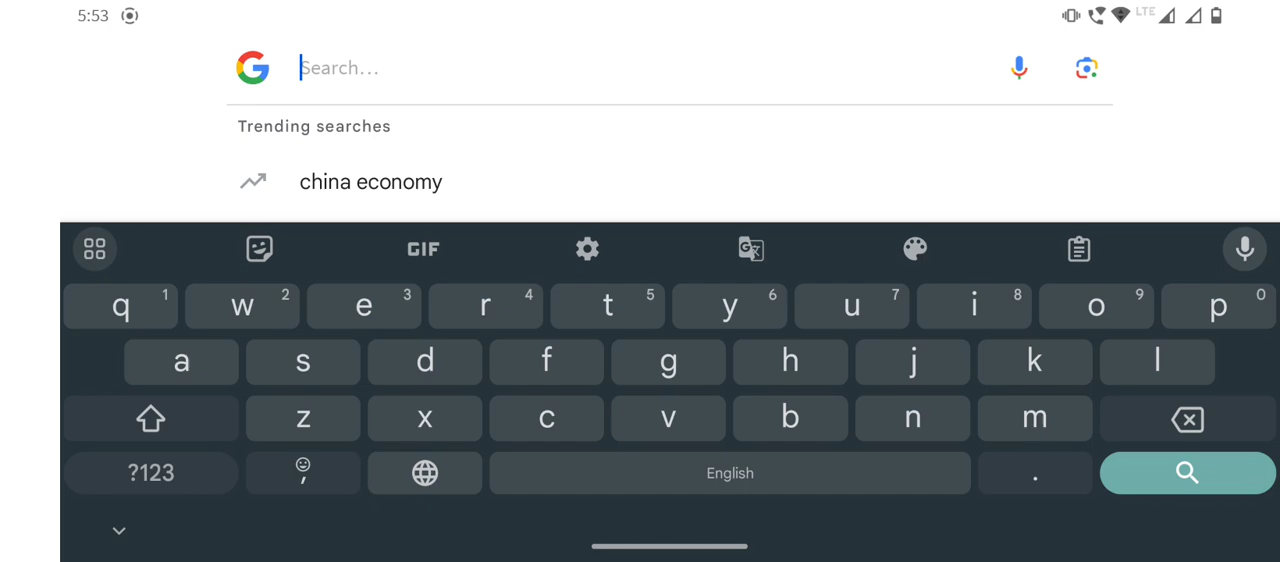 5:53 LTE
Search...
Trending searches
china economy
GIF
q 1 w 2 e 3 r 4 t 5 y 6 u 7 i 8 o 9 p 0
a s d f g h j k l
z x c v b n m
?123 , English .